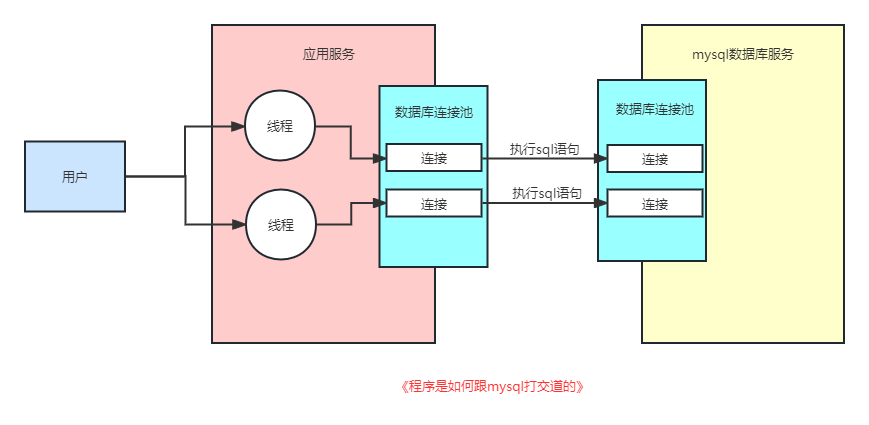 应用服务
mysql数据库服务
数据库连接池
数据库连接池
线程
执行sql语句
连接
连接
用户
执行sql语句
线程
连接
连接
《程序是如何跟mysql打交道的》